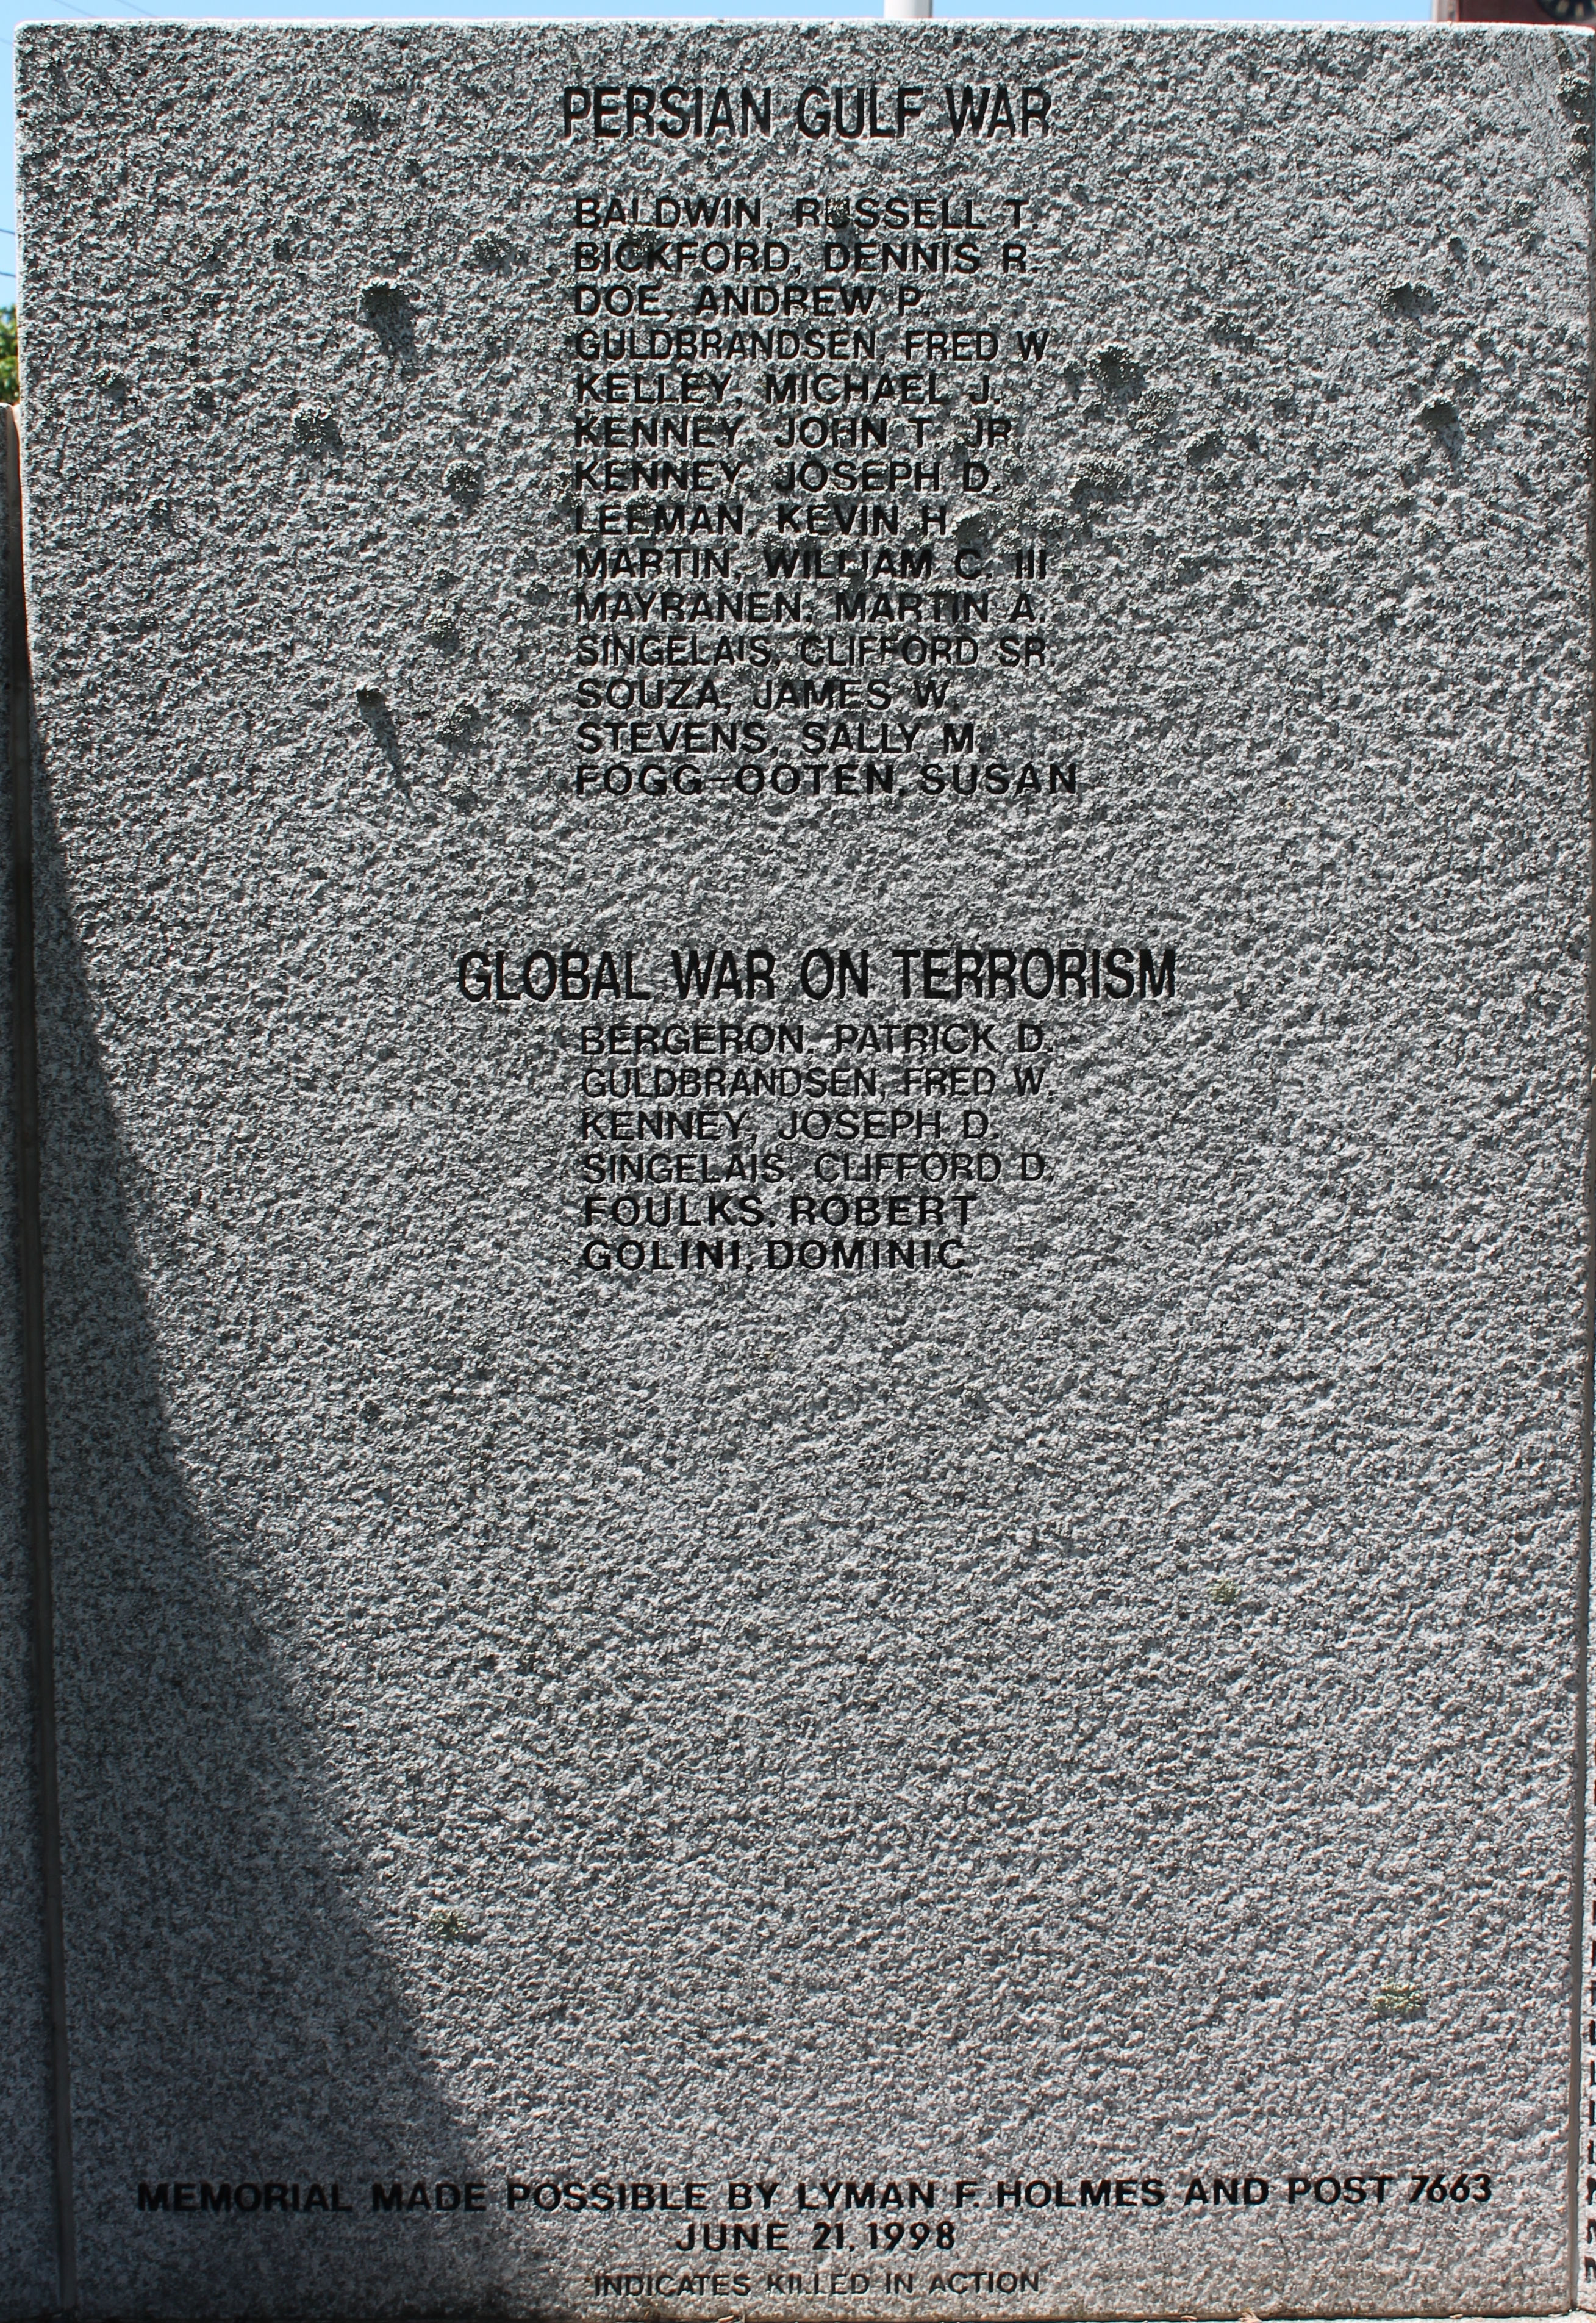 PERSIAN GULF WAR
BALDWIN, RUSSELL T.
BICKFORD, DENNIS R.
DOE, ANDREW P.
GULDBRANDSEN, FRED W.
KELLEY, MICHAEL J.
KENNEY, JOHN T. JR.
KENNEY, JOSEPH D.
LEEMAN, KEVIN H.
MARTIN, WILLIAM C. III
MAYRANEN, MARTIN A.
SINGELAIS, CLIFFORD SR.
SOUZA, JAMES W.
STEVENS, SALLY M.
FOGG-OOTEN, SUSAN
GLOBAL WAR ON TERRORISM
BERGERON, PATRICK D.
GULDBRANDSEN, FRED W.
KENNEY, JOSEPH D.
SINGELAIS, CLIFFORD D.
FOULKS, ROBERT
GOLINI, DOMINIC
MEMORIAL MADE POSSIBLE BY LYMAN F. HOLMES AND POST 7663
JUNE 21, 1998
INDICATES KILLED IN ACTION